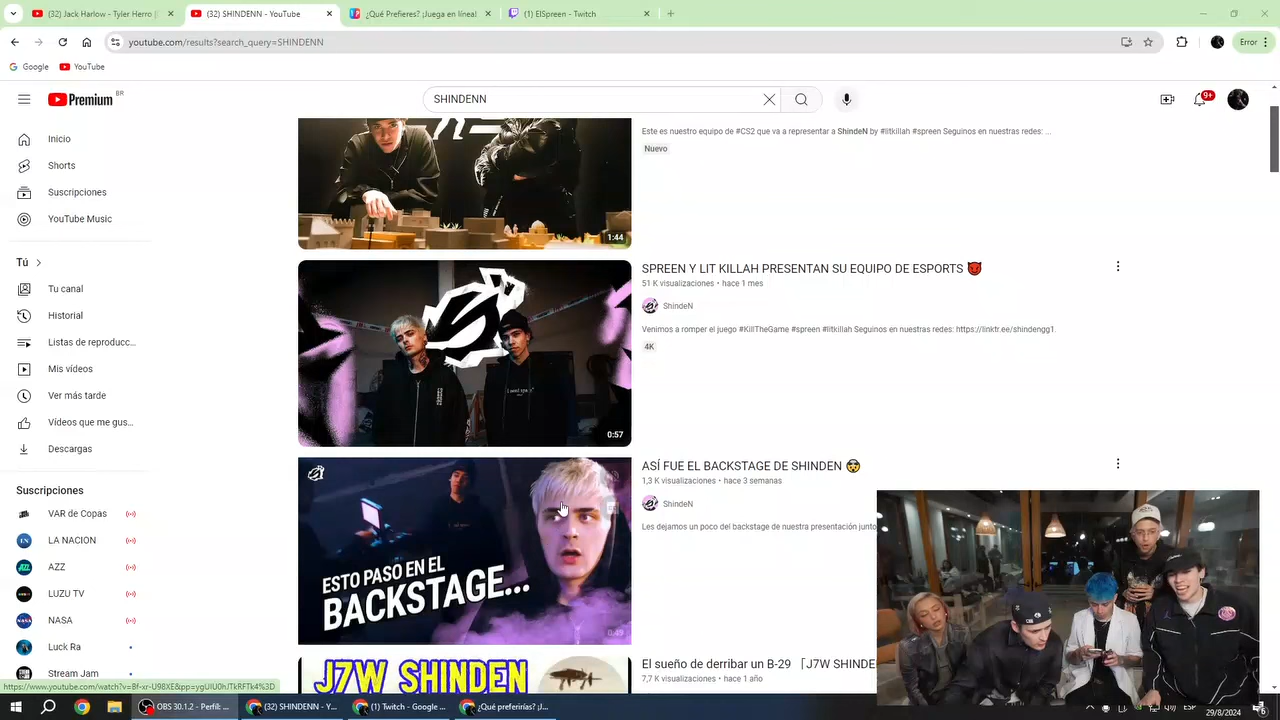 (32) Jack Harlow - Tyler Herro [
(32) SHINDENN - YouTube
¿Qué Prefieres? ¡Juega en línea!
(1) ElSpreen - Twitch
youtube.com/results?search_query=SHINDENN
Error
Google
YouTube
Premium BR
SHINDENN
9+
Inicio
Shorts
Suscripciones
YouTube Music
Tú
Tu canal
Historial
Listas de reproducc...
Mis vídeos
Ver más tarde
Vídeos que me gus...
Descargas
Suscripciones
VAR de Copas
LA NACION
AZZ
LUZU TV
NASA
Luck Ra
Stream Jam
1:44
Este es nuestro equipo de #CS2 que va a representar a ShindeN by #litkillah #spreen Seguinos en nuestras redes: ...
Nuevo
0:57
SPREEN Y LIT KILLAH PRESENTAN SU EQUIPO DE ESPORTS 😈
51 K visualizaciones • hace 1 mes
ShindeN
Venimos a romper el juego #KillTheGame #spreen #litkillah Seguinos en nuestras redes: https://linktr.ee/shindengg1.
4K
ESTO PASO EN EL
BACKSTAGE...
0:49
ASÍ FUE EL BACKSTAGE DE SHINDEN
1,3 K visualizaciones • hace 3 semanas
ShindeN
Les dejamos un poco del backstage de nuestra presentación junto
J7W SHINDEN
El sueño de derribar un B-29 「J7W SHINDE
7,7 K visualizaciones • hace 1 año
https://www.youtube.com/watch?v=Bf-xr-U98XE&pp=ygUIU0hJTkRFTk4%3D
OBS 30.1.2 - Perfil: ...
(32) SHINDENN - Y...
(1) Twitch - Google ...
¿Qué preferirías? ¡J...
ESP
29/8/2024
6